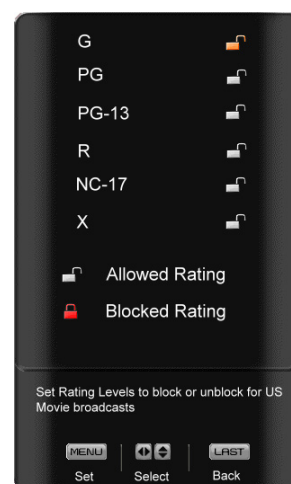 G
PG
PG-13
R
NC-17
X
Allowed Rating
Blocked Rating
Set Rating Levels to block or unblock for US
Movie broadcasts
MENU LAST
Set Select Back